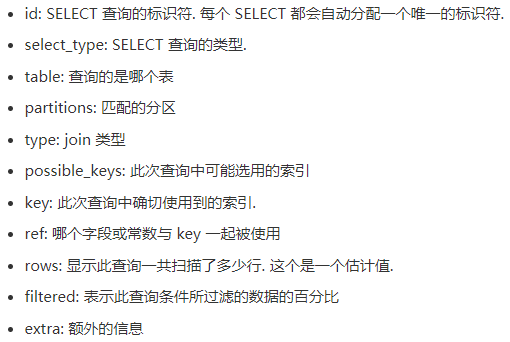 • id: SELECT 查询的标识符. 每个 SELECT 都会自动分配一个唯一的标识符.
• select_type: SELECT 查询的类型.
• table: 查询的是哪个表
• partitions: 匹配的分区
• type: join 类型
• possible_keys: 此次查询中可能选用的索引
• key: 此次查询中确切使用到的索引.
• ref: 哪个字段或常数与 key 一起被使用
• rows: 显示此查询一共扫描了多少行. 这个是一个估计值.
• filtered: 表示此查询条件所过滤的数据的百分比
• extra: 额外的信息